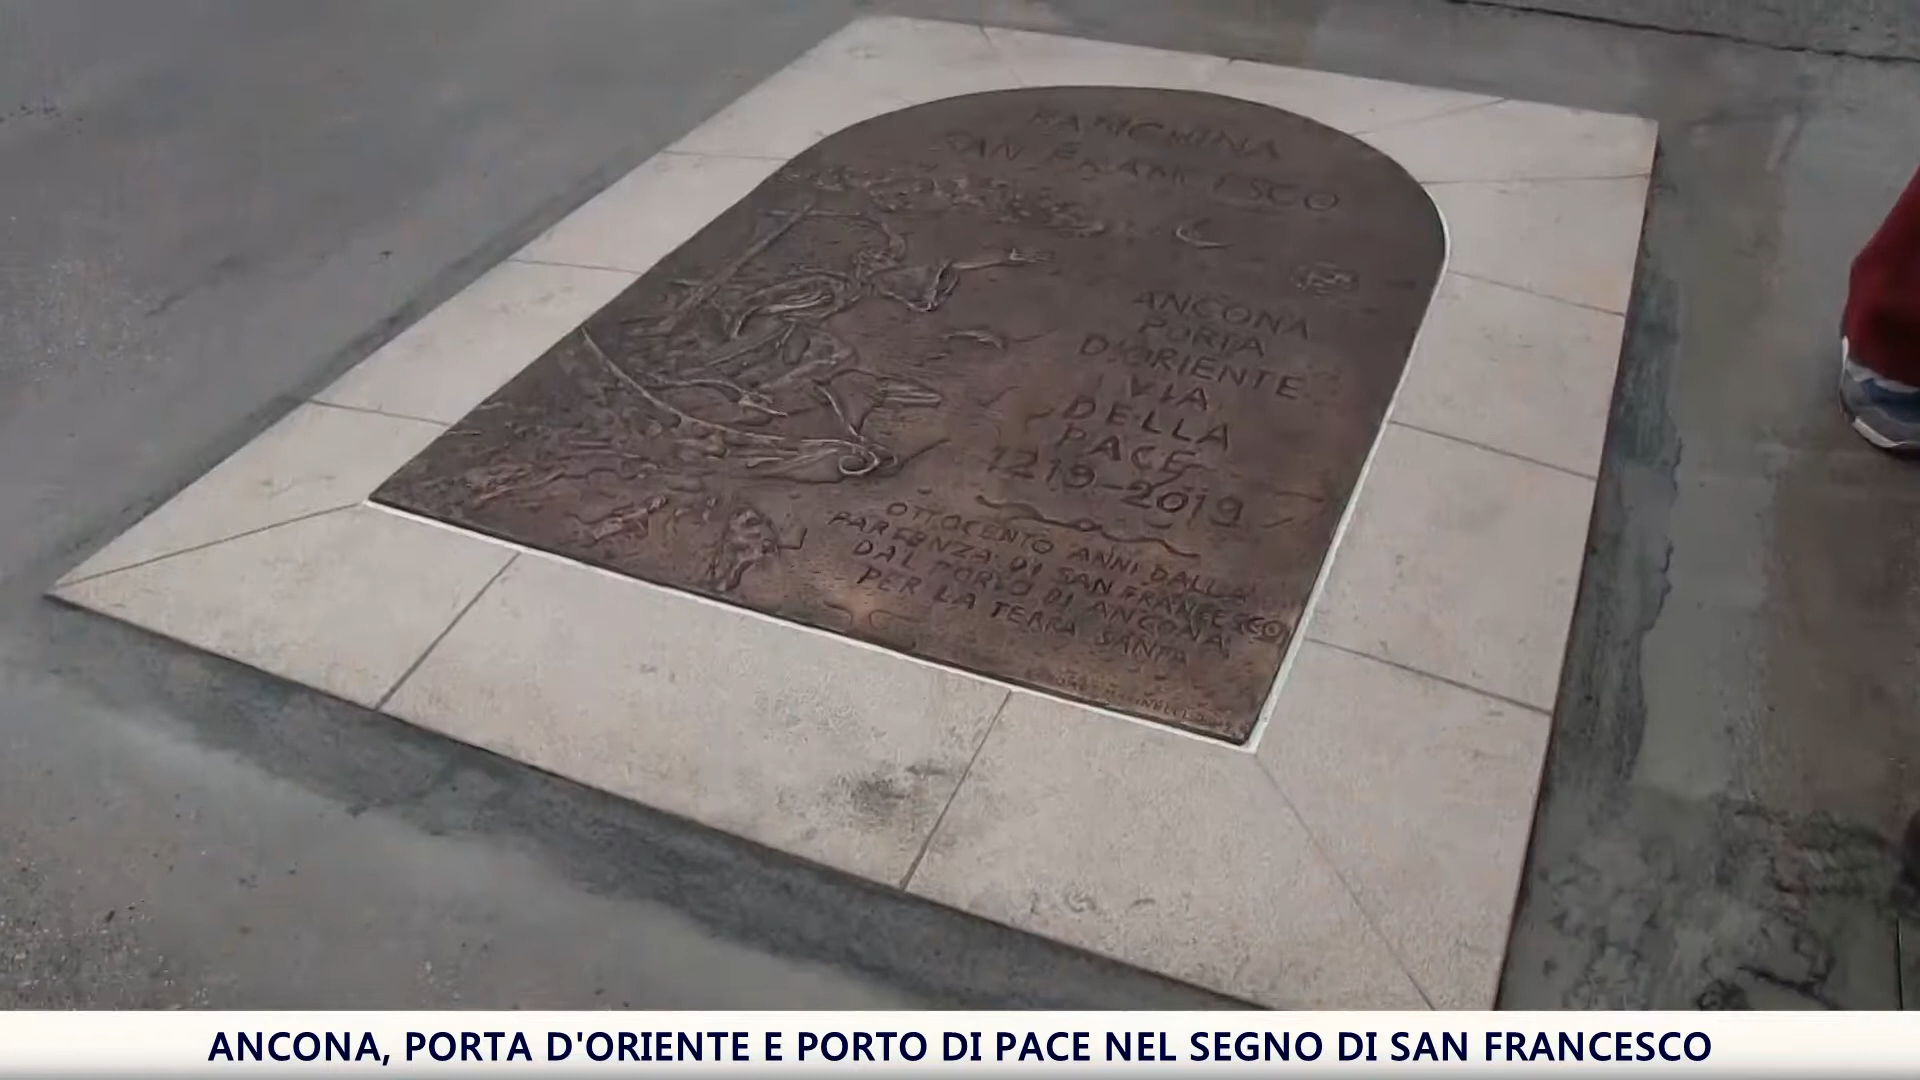 BANCHINA
SAN FRANCESCO
ANCONA
PORTA
D'ORIENTE
VIA
DELLA
PACE
1219-2019
OTTOCENTO ANNI DALLA
PARTENZA DI SAN FRANCESCO
DAL PORTO DI ANCONA
PER LA TERRA SANTA
ANCONA, PORTA D'ORIENTE E PORTO DI PACE NEL SEGNO DI SAN FRANCESCO